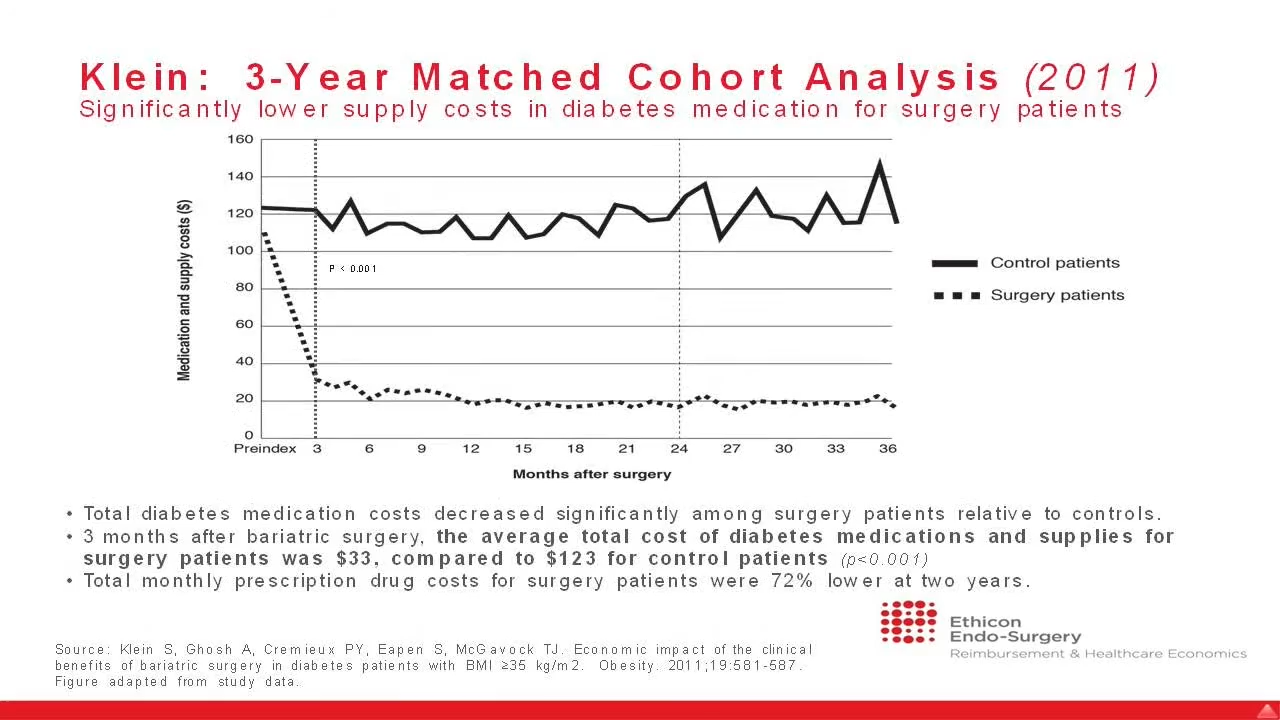 Klein: 3-Year Matched Cohort Analysis (2011)
Significantly lower supply costs in diabetes medication for surgery patients
160
140
120
100
80
60
40
20
0
Medication and supply costs ($)
P < 0.001
Control patients
Surgery patients
Preindex 3 6 9 12 15 18 21 24 27 30 33 36
Months after surgery
• Total diabetes medication costs decreased significantly among surgery patients relative to controls.
• 3 months after bariatric surgery, the average total cost of diabetes medications and supplies for
surgery patients was $33, compared to $123 for control patients (p<0.001)
• Total monthly prescription drug costs for surgery patients were 72% lower at two years.
Ethicon
Endo-Surgery
Reimbursement & Healthcare Economics
Source: Klein S, Ghosh A, Cremieux PY, Eapen S, McGavock TJ. Economic impact of the clinical
benefits of bariatric surgery in diabetes patients with BMI ≥35 kg/m2. Obesity. 2011;19:581-587.
Figure adapted from study data.